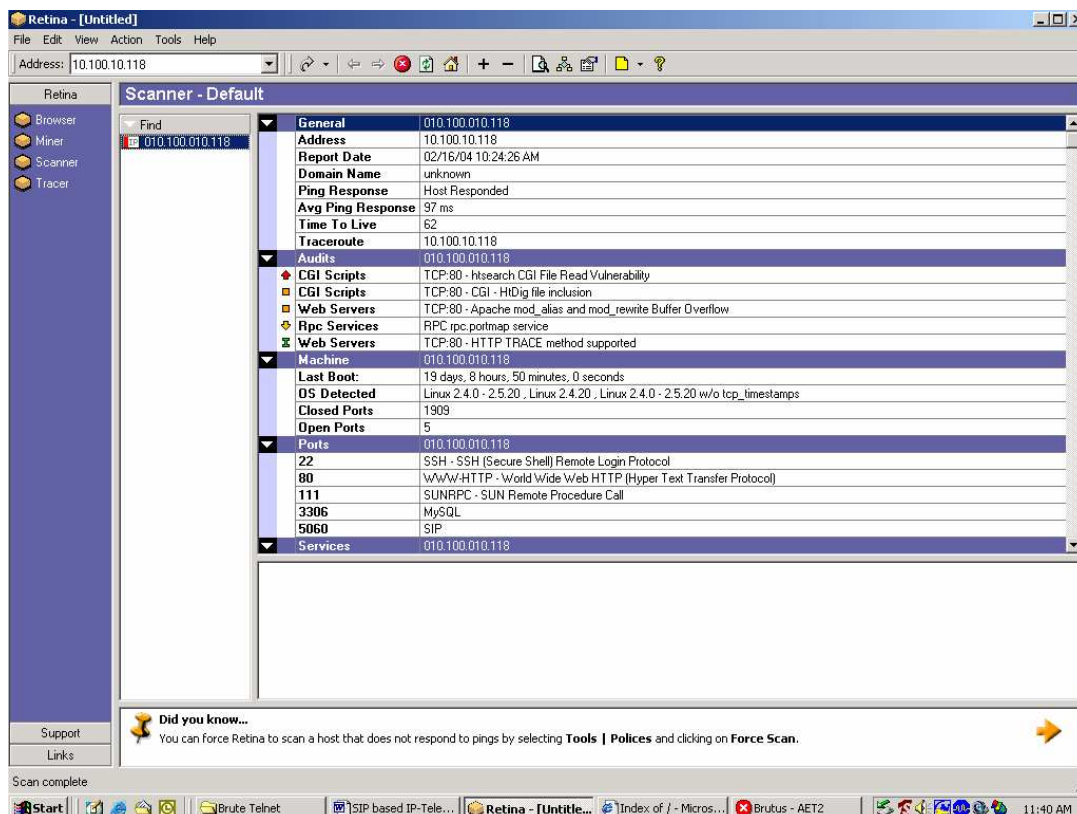 Retina - [Untitled]
File Edit View Action Tools Help
Address: 10.100.10.118
Retina
Scanner - Default
Browser
Miner
Scanner
Tracer
Find
IP 010.100.010.118
General 010.100.010.118
Address 10.100.10.118
Report Date 02/16/04 10:24:26 AM
Domain Name unknown
Ping Response Host Responded
Avg Ping Response 97 ms
Time To Live 62
Traceroute 10.100.10.118
Audits 010.100.010.118
CGI Scripts TCP:80 - htsearch CGI File Read Vulnerability
CGI Scripts TCP:80 - CGI - HtDig file inclusion
Web Servers TCP:80 - Apache mod_alias and mod_rewrite Buffer Overflow
Rpc Services RPC rpc.portmap service
Web Servers TCP:80 - HTTP TRACE method supported
Machine 010.100.010.118
Last Boot: 19 days, 8 hours, 50 minutes, 0 seconds
OS Detected Linux 2.4.0 - 2.5.20 , Linux 2.4.20 , Linux 2.4.0 - 2.5.20 w/o tcp_timestamps
Closed Ports 1909
Open Ports 5
Ports 010.100.010.118
22 SSH - SSH (Secure Shell) Remote Login Protocol
80 WWW-HTTP - World Wide Web HTTP (Hyper Text Transfer Protocol)
111 SUNRPC - SUN Remote Procedure Call
3306 MySQL
5060 SIP
Services 010.100.010.118
Did you know...
You can force Retina to scan a host that does not respond to pings by selecting Tools | Polices and clicking on Force Scan.
Support
Links
Scan complete
Start Brute Telnet SIP based IP-Tele... Retina - [Untitle... Index of / - Micros... Brutus - AET2 11:40 AM